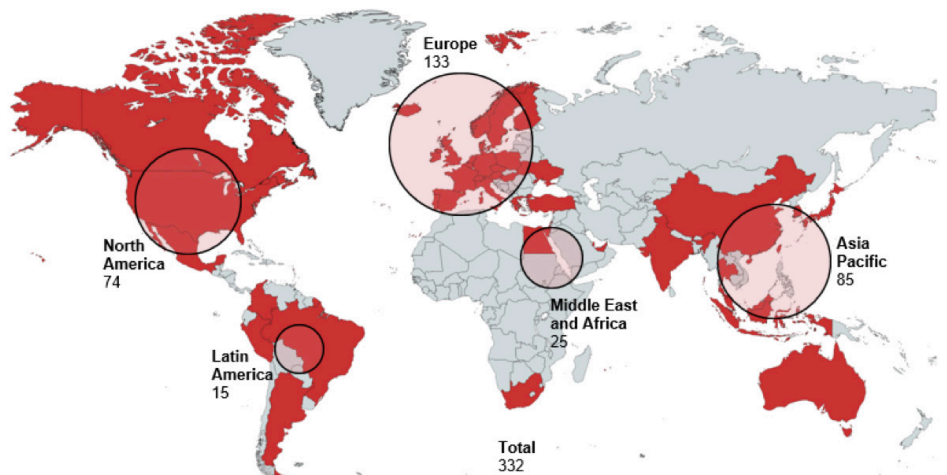 Europe
133
North
America
74
Asia
Pacific
85
Middle East
and Africa
25
Latin
America
15
Total
332